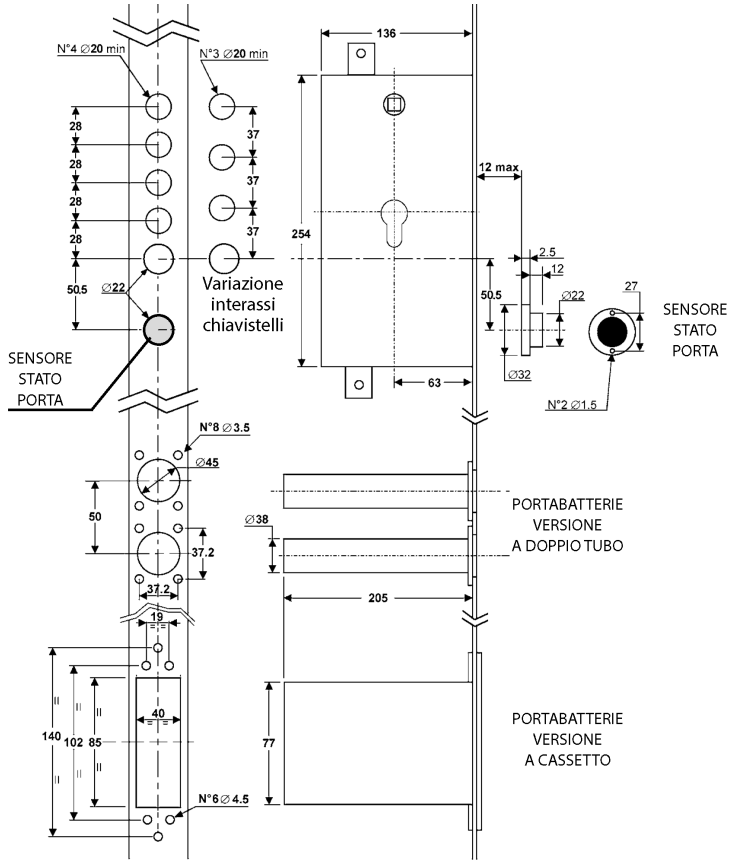 136
N°4 ∅20 min
N°3 ∅20 min
28
28
28
28
37
37
37
12 max
254
2.5
12
50.5
∅22
50.5
∅22
27
Variazione
interassi
chiavistelli
SENSORE
STATO
PORTA
SENSORE
STATO
PORTA
∅32
63
N°2 ∅1.5
N°8 ∅3.5
∅45
50
37.2
37.2
∅38
PORTABATTERIE
VERSIONE
A DOPPIO TUBO
205
19
= =
40
= =
140
102
85
=
=
=
=
=
=
77
PORTABATTERIE
VERSIONE
A CASSETTO
N°6 ∅4.5